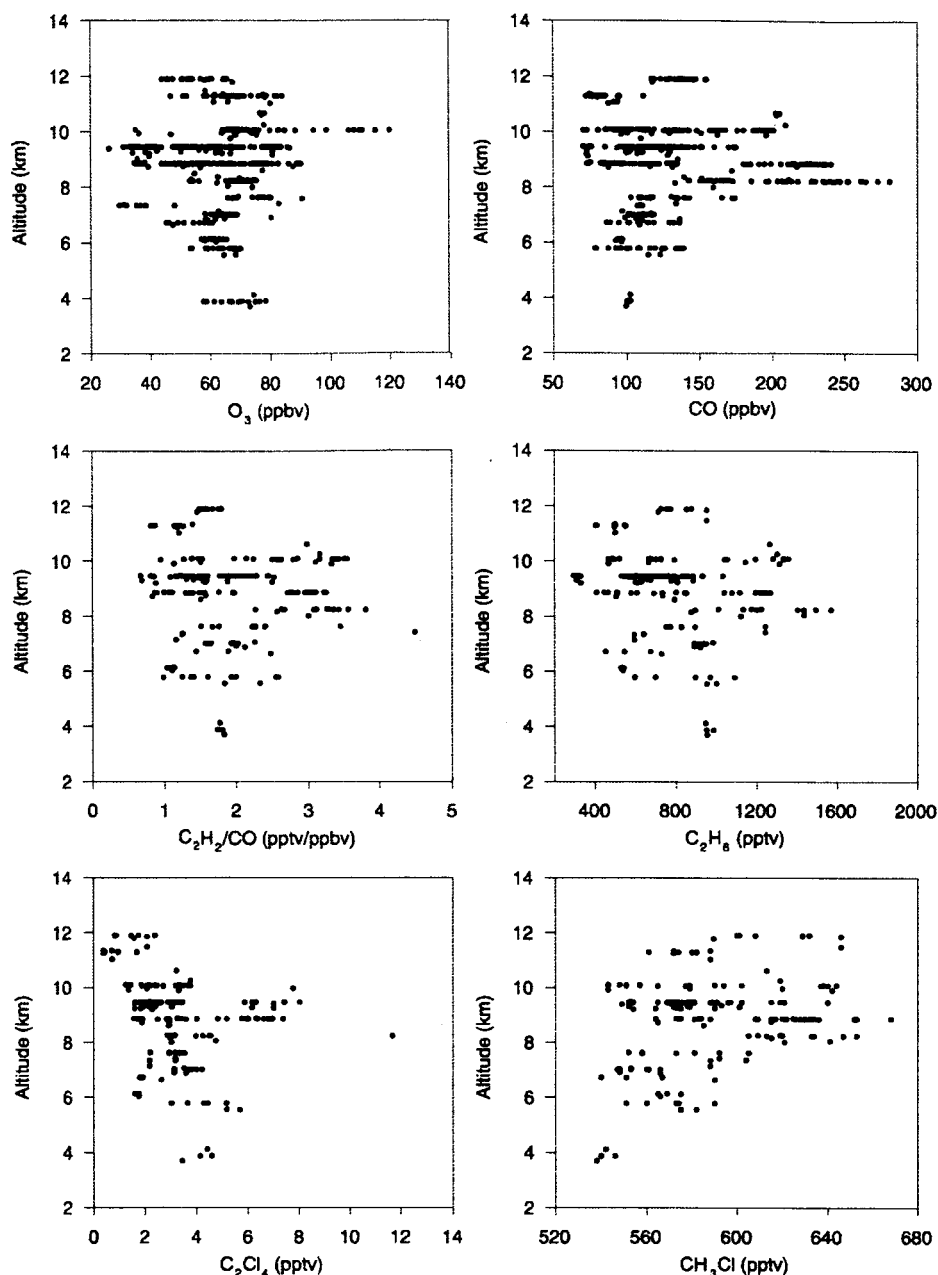 14
12
10
8
6
4
2
Altitude (km)
20 40 60 80 100 120 140
O₃ (ppbv)
14
12
10
8
6
4
2
Altitude (km)
50 100 150 200 250 300
CO (ppbv)
14
12
10
8
6
4
2
Altitude (km)
0 1 2 3 4 5
C₂H₂/CO (pptv/ppbv)
14
12
10
8
6
4
2
Altitude (km)
400 800 1200 1600 2000
C₂H₆ (pptv)
14
12
10
8
6
4
2
Altitude (km)
0 2 4 6 8 10 12 14
C₂Cl₄ (pptv)
14
12
10
8
6
4
2
Altitude (km)
520 560 600 640 680
CH₃Cl (pptv)